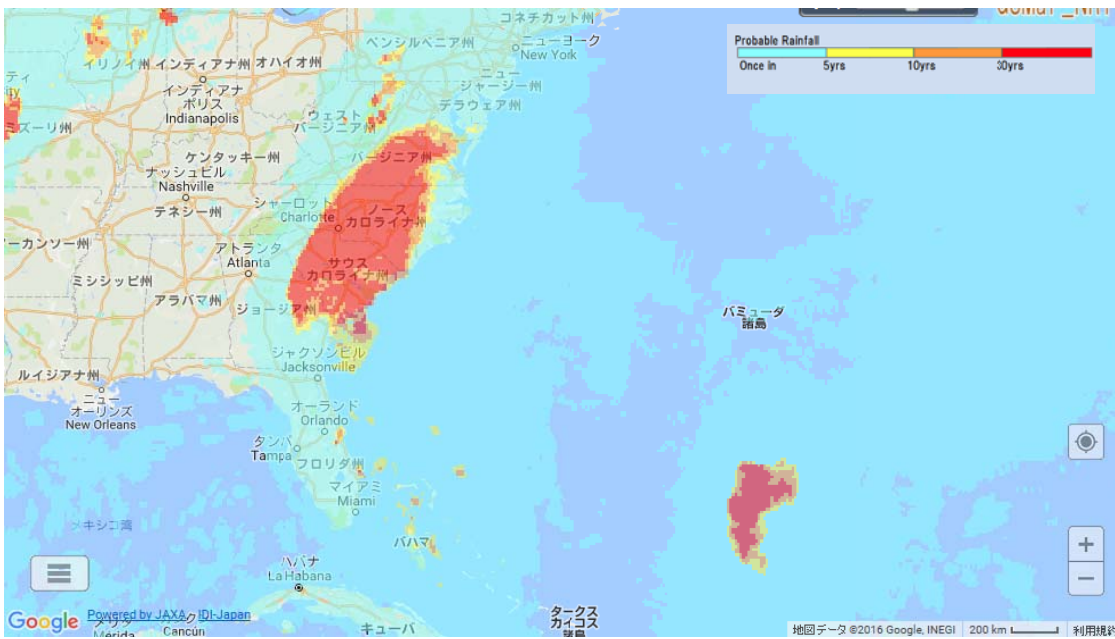 コネチカット州
ペンシルベニア州
ニューヨーク
New York
イリノイ州
インディアナ州
オハイオ州
ニュー
ジャージー州
デラウェア州
インディアナ
ポリス
Indianapolis
ウェスト
バージニア州
ミズーリ州
ケンタッキー州
バージニア州
ナッシュビル
Nashville
テネシー州
シャーロット
Charlotte
ノース
カロライナ州
ーカンソー州
アトランタ
Atlanta
サウス
カロライナ州
ミシシッピ州
アラバマ州
ジョージア州
バミューダ
諸島
ジャクソンビル
Jacksonville
ルイジアナ州
ニュー
オーリンズ
New Orleans
オーランド
Orlando
タンパ
Tampa
フロリダ州
マイアミ
Miami
メキシコ湾
バハマ
ハバナ
La Habana
タークス
カイコス
諸島
キューバ
Mérida
Cancún
Probable Rainfall
Once in 5yrs 10yrs 30yrs
+
−
Google
Powered by JAXA, IDI-Japan
地図データ ©2016 Google, INEGI 200 km 利用規約